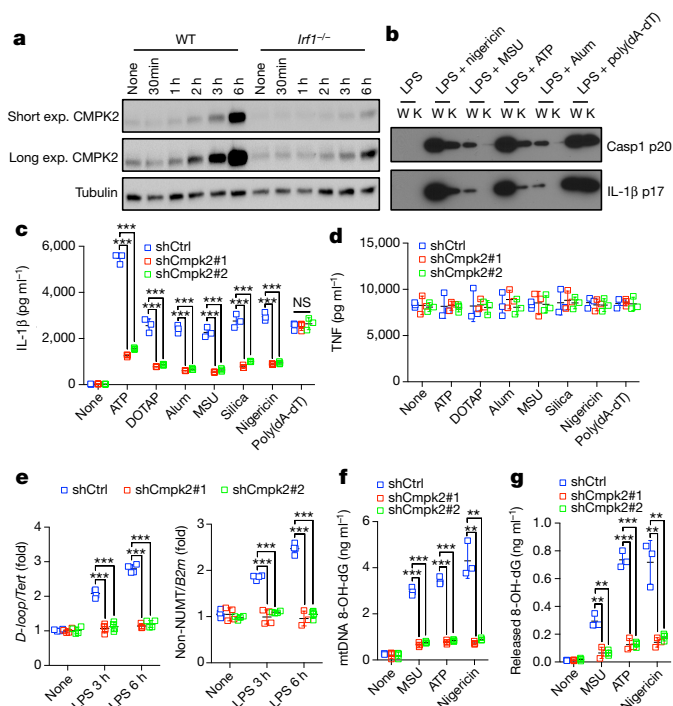 a
WT
Irf1−/−
None
30min
1 h
2 h
3 h
6 h
None
30min
1 h
2 h
3 h
6 h
Short exp. CMPK2
Long exp. CMPK2
Tubulin
b
LPS
LPS + nigericin
LPS + MSU
LPS + ATP
LPS + Alum
LPS + poly(dA-dT)
W K W K W K W K W K W K
Casp1 p20
IL-1β p17
c
shCtrl
shCmpk2#1
shCmpk2#2
IL-1β (pg ml−1)
6,000
4,000
2,000
0
*** *** *** *** *** *** *** *** *** *** *** *** NS
None
ATP
DOTAP
Alum
MSU
Silica
Nigericin
Poly(dA-dT)
d
shCtrl
shCmpk2#1
shCmpk2#2
TNF (pg ml−1)
15,000
10,000
5,000
0
None
ATP
DOTAP
Alum
MSU
Silica
Nigericin
Poly(dA-dT)
e
shCtrl shCmpk2#1 shCmpk2#2
D-loop/Tert (fold)
4
3
2
1
0
*** *** *** ***
None
LPS 3 h
LPS 6 h
Non-NUMT/B2m (fold)
3
2
1
0
*** *** *** ***
None
LPS 3 h
LPS 6 h
f
shCtrl
shCmpk2#1
shCmpk2#2
mtDNA 8-OH-dG (ng ml−1)
6
4
2
0
*** *** *** *** ** **
None
MSU
ATP
Nigericin
g
shCtrl
shCmpk2#1
shCmpk2#2
Released 8-OH-dG (ng ml−1)
1.0
0.8
0.6
0.4
0.2
0
** ** *** *** ** **
None
MSU
ATP
Nigericin